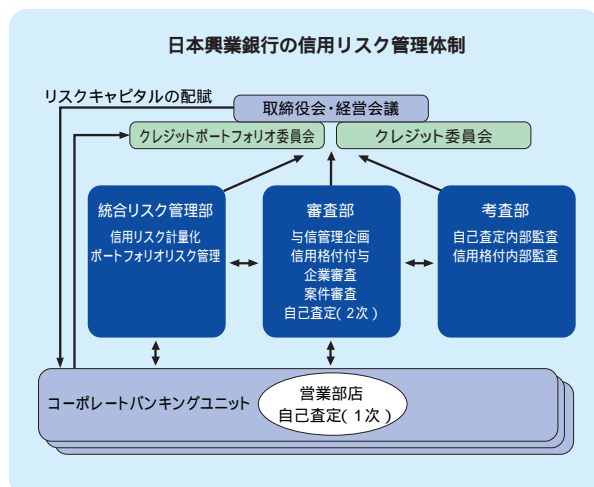 日本興業銀行の信用リスク管理体制
リスクキャピタルの配賦
取締役会・経営会議
クレジットポートフォリオ委員会
クレジット委員会
統合リスク管理部
信用リスク計量化
ポートフォリオリスク管理
審査部
与信管理企画
信用格付付与
企業審査
案件審査
自己査定(2次)
考査部
自己査定内部監査
信用格付内部監査
コーポレートバンキングユニット
営業部店
自己査定(1次)